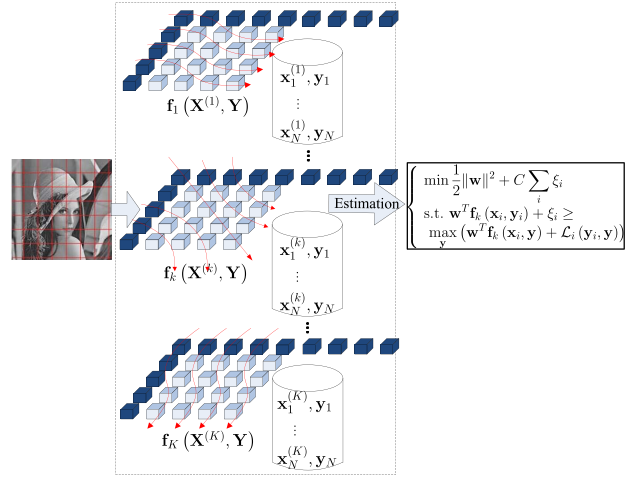 x_1^{(1)}, y_1
⋮
x_N^{(1)}, y_N
f_1 (X^{(1)}, Y)
x_1^{(k)}, y_1
⋮
x_N^{(k)}, y_N
f_k (X^{(k)}, Y)
x_1^{(K)}, y_1
⋮
x_N^{(K)}, y_N
f_K (X^{(K)}, Y)
Estimation
min 1/2 ‖w‖^2 + C ∑_i ξ_i
s.t. w^T f_k (x_i, y_i) + ξ_i ≥
max_y (w^T f_k (x_i, y) + ℒ_i (y_i, y))